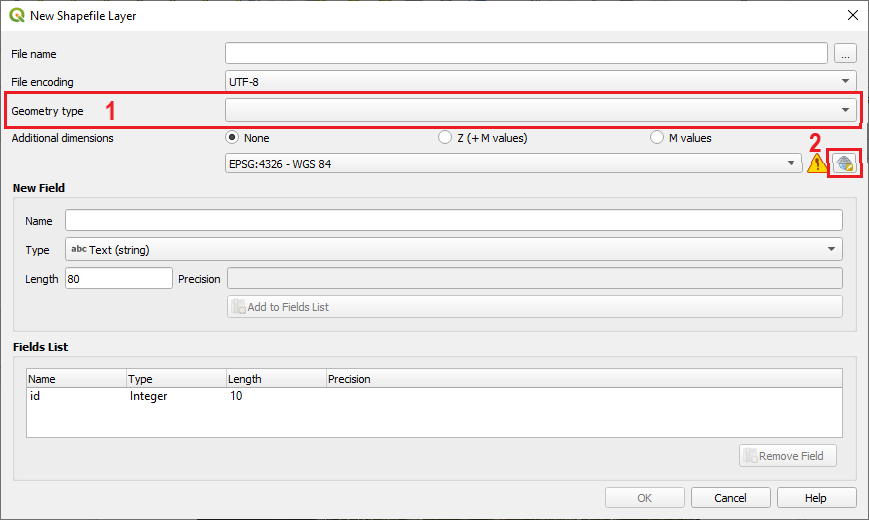 New Shapefile Layer
File name
...
File encoding UTF-8
Geometry type 1
Additional dimensions None Z (+M values) M values
2
EPSG:4326 - WGS 84
New Field
Name
Type abc Text (string)
Length 80 Precision
Add to Fields List
Fields List
Name Type Length Precision
id Integer 10
Remove Field
OK Cancel Help